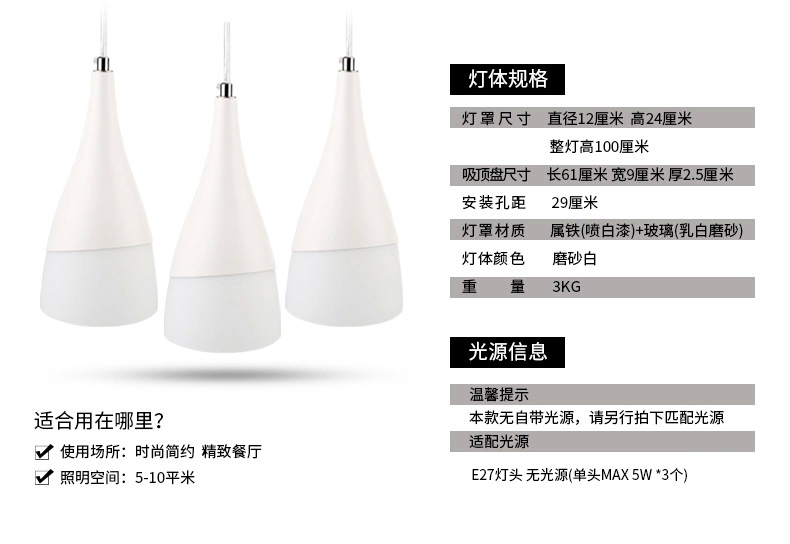 灯体规格
灯罩尺寸 直径12厘米 高24厘米
整灯高100厘米
吸顶盘尺寸 长61厘米 宽9厘米 厚2.5厘米
安装孔距 29厘米
灯罩材质 属铁(喷白漆)+玻璃(乳白磨砂)
灯体颜色 磨砂白
重量 3KG
光源信息
温馨提示
本款无自带光源，请另行拍下匹配光源
适配光源
E27灯头 无光源(单头MAX 5W *3个)
适合用在哪里?
使用场所：时尚简约 精致餐厅
照明空间：5-10平米